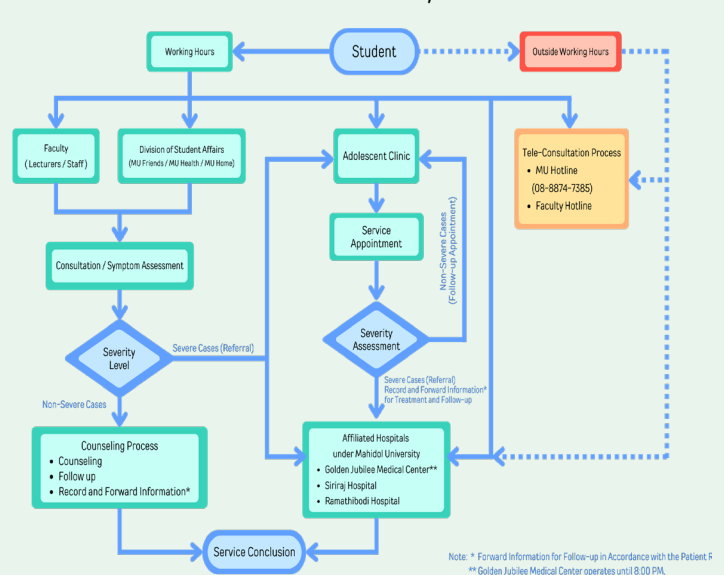 Student
Working Hours
Outside Working Hours
Faculty
(Lecturers / Staff)
Division of Student Affairs
(MU Friends / MU Health / MU Home)
Adolescent Clinic
Tele-Consultation Process
• MU Hotline
(08-8874-7385)
• Faculty Hotline
Service
Appointment
Non-Severe Cases
(Follow-up Appointment)
Consultation / Symptom Assessment
Severity
Level
Severe Cases (Referral)
Severity
Assessment
Non-Severe Cases
Severe Cases (Referral)
Record and Forward Information*
for Treatment and Follow-up
Counseling Process
• Counseling
• Follow up
• Record and Forward Information*
Affiliated Hospitals
under Mahidol University
• Golden Jubilee Medical Center**
• Siriraj Hospital
• Ramathibodi Hospital
Service Conclusion
Note: * Forward Information for Follow-up in Accordance with the Patient
** Golden Jubilee Medical Center operates until 8:00 PM.